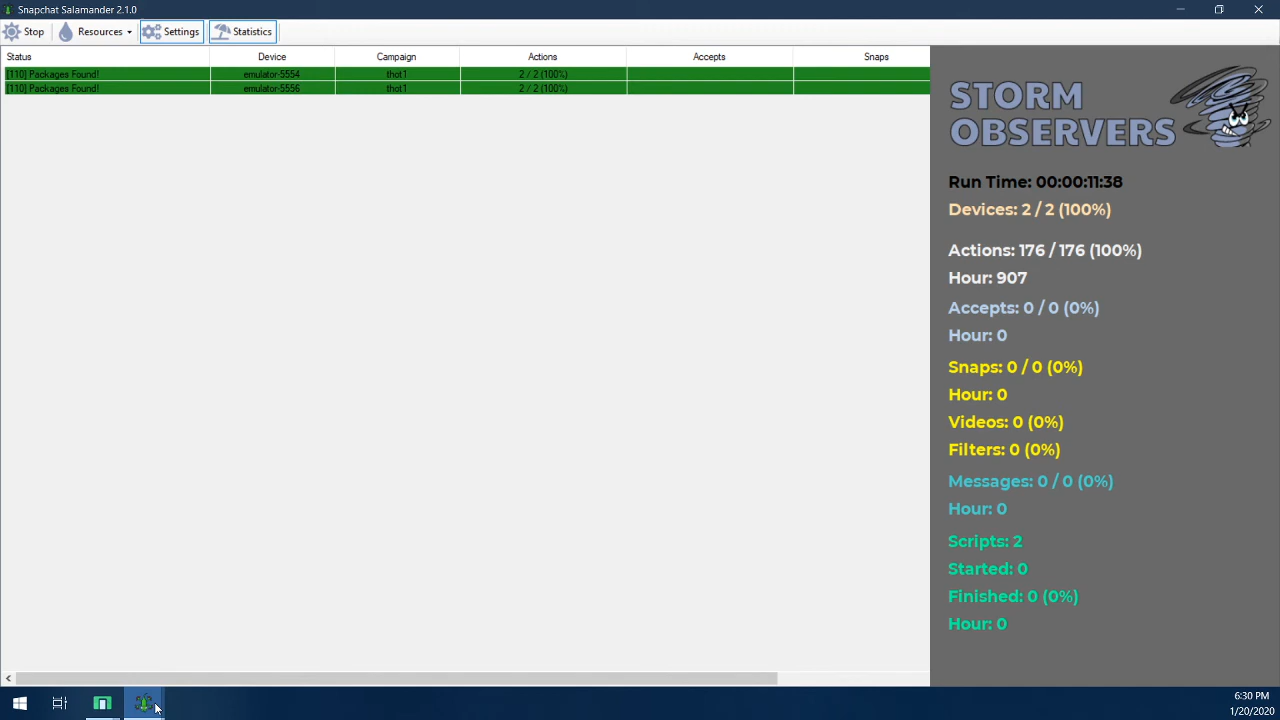 Snapchat Salamander 2.1.0
Stop Resources Settings Statistics
Status Device Campaign Actions Accepts Snaps
[110] Packages Found! emulator-5554 thot1 2 / 2 (100%)
[110] Packages Found! emulator-5556 thot1 2 / 2 (100%)
STORM
OBSERVERS
Run Time: 00:00:11:38
Devices: 2 / 2 (100%)
Actions: 176 / 176 (100%)
Hour: 907
Accepts: 0 / 0 (0%)
Hour: 0
Snaps: 0 / 0 (0%)
Hour: 0
Videos: 0 (0%)
Filters: 0 (0%)
Messages: 0 / 0 (0%)
Hour: 0
Scripts: 2
Started: 0
Finished: 0 (0%)
Hour: 0
6:30 PM
1/20/2020